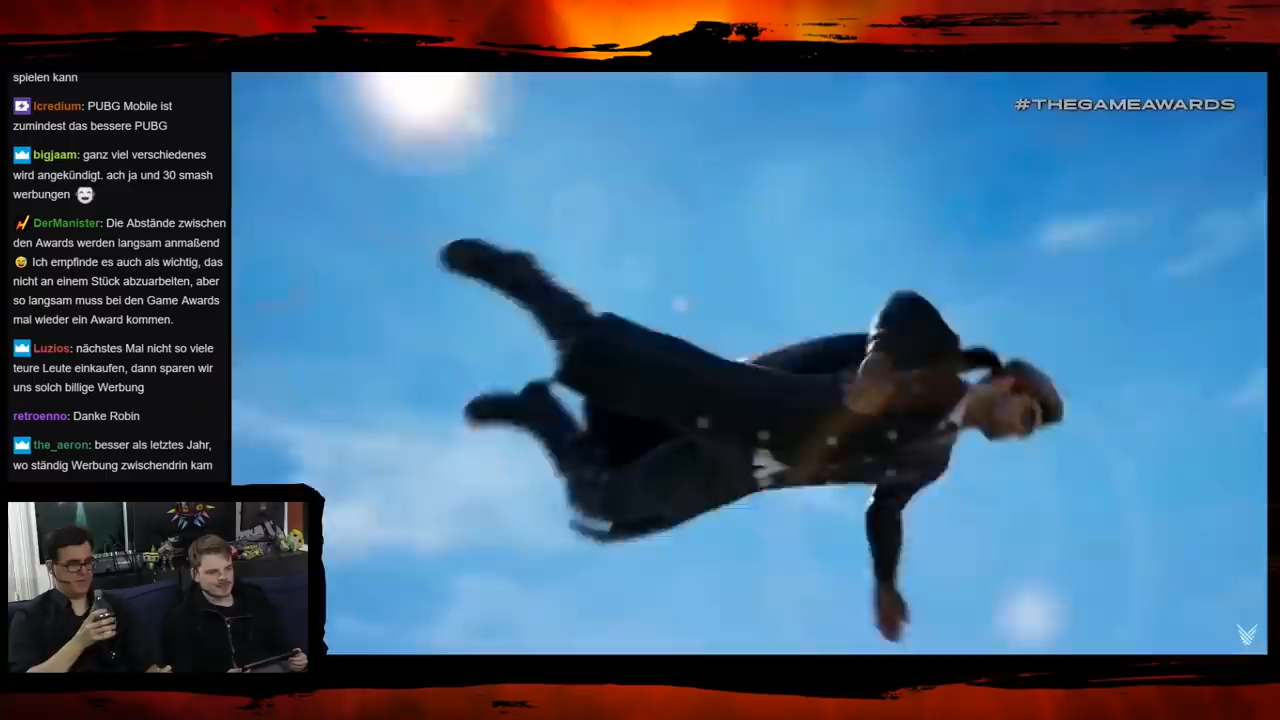 spielen kann
lcredium: PUBG Mobile ist
zumindest das bessere PUBG
bigjaam: ganz viel verschiedenes
wird angekündigt. ach ja und 30 smash
werbungen
DerManister: Die Abstände zwischen
den Awards werden langsam anmaßend
Ich empfinde es auch als wichtig, das
nicht an einem Stück abzuarbeiten, aber
so langsam muss bei den Game Awards
mal wieder ein Award kommen.
Luzios: nächstes Mal nicht so viele
teure Leute einkaufen, dann sparen wir
uns solch billige Werbung
retroenno: Danke Robin
the_aeron: besser als letztes Jahr,
wo ständig Werbung zwischendrin kam
#THEGAMEAWARDS